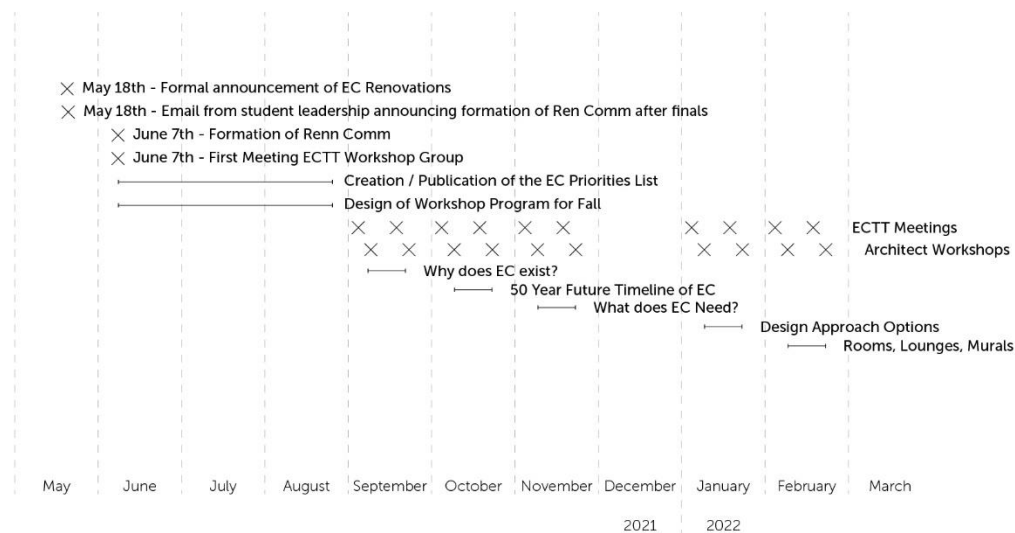 May 18th - Formal announcement of EC Renovations
May 18th - Email from student leadership announcing formation of Ren Comm after finals
June 7th - Formation of Renn Comm
June 7th - First Meeting ECTT Workshop Group
Creation / Publication of the EC Priorities List
Design of Workshop Program for Fall
ECTT Meetings
Architect Workshops
Why does EC exist?
50 Year Future Timeline of EC
What does EC Need?
Design Approach Options
Rooms, Lounges, Murals
May June July August September October November December January February March
2021 2022